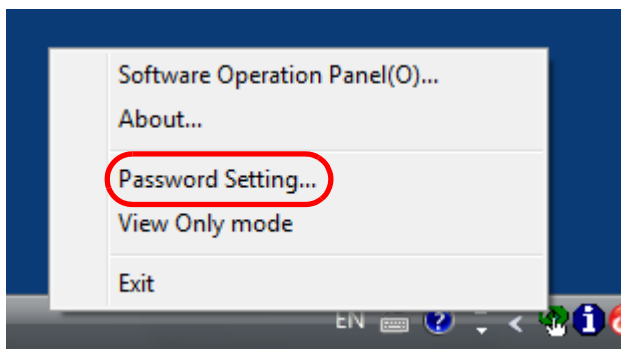 Software Operation Panel(O)...
About...
Password Setting...
View Only mode
Exit
EN